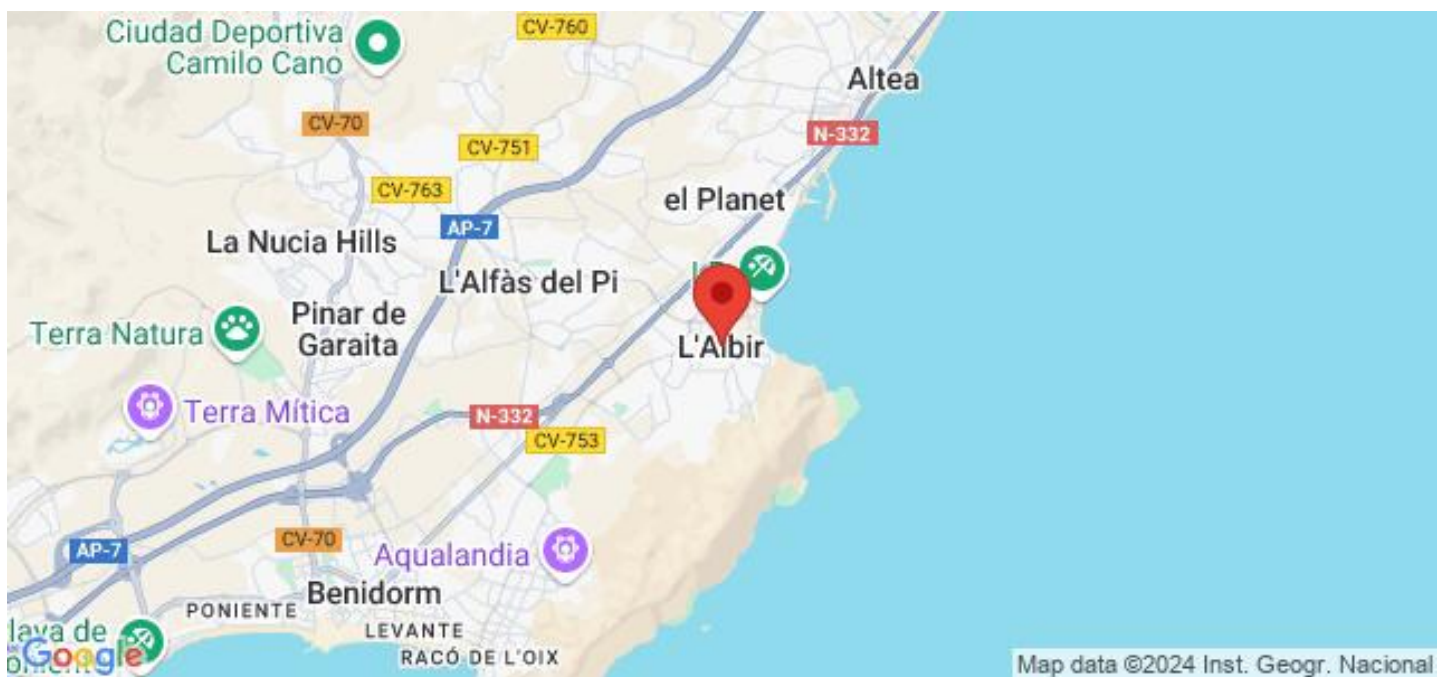 CV-760
Ciudad Deportiva
Camilo Cano
Altea
CV-70
N-332
CV-751
CV-763
el Planet
AP-7
La Nucia Hills
L'Alfàs del Pi
Pinar de
Garaita
Terra Natura
L'Albir
Terra Mítica
N-332
CV-753
CV-70
AP-7
Aqualandia
Benidorm
PONIENTE
LEVANTE
RACÓ DE L'OIX
laya de
Google
Map data ©2024 Inst. Geogr. Nacional